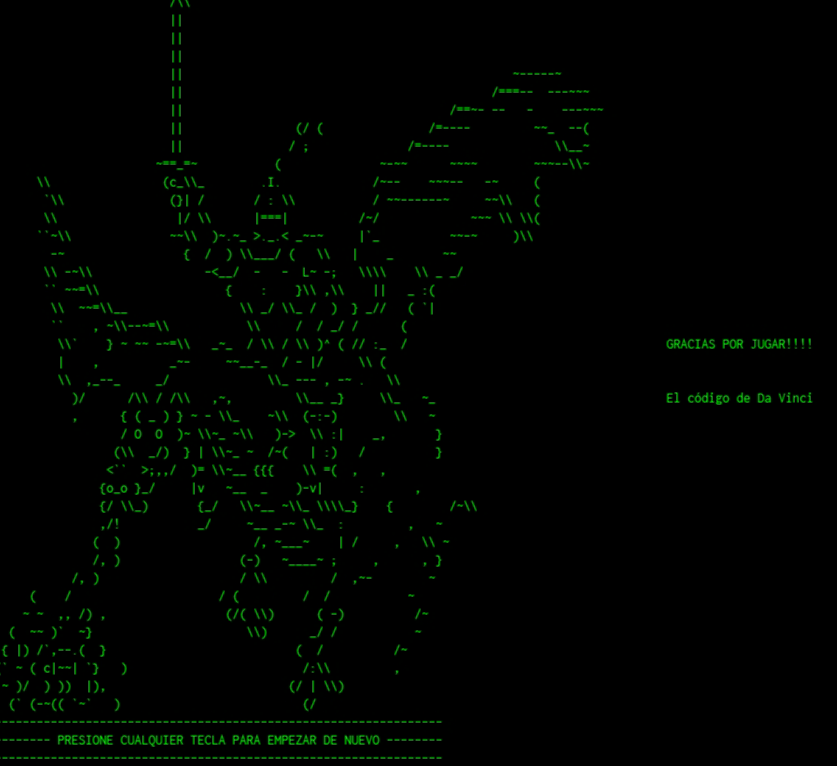 GRACIAS POR JUGAR!!!!
El código de Da Vinci
PRESIONE CUALQUIER TECLA PARA EMPEZAR DE NUEVO